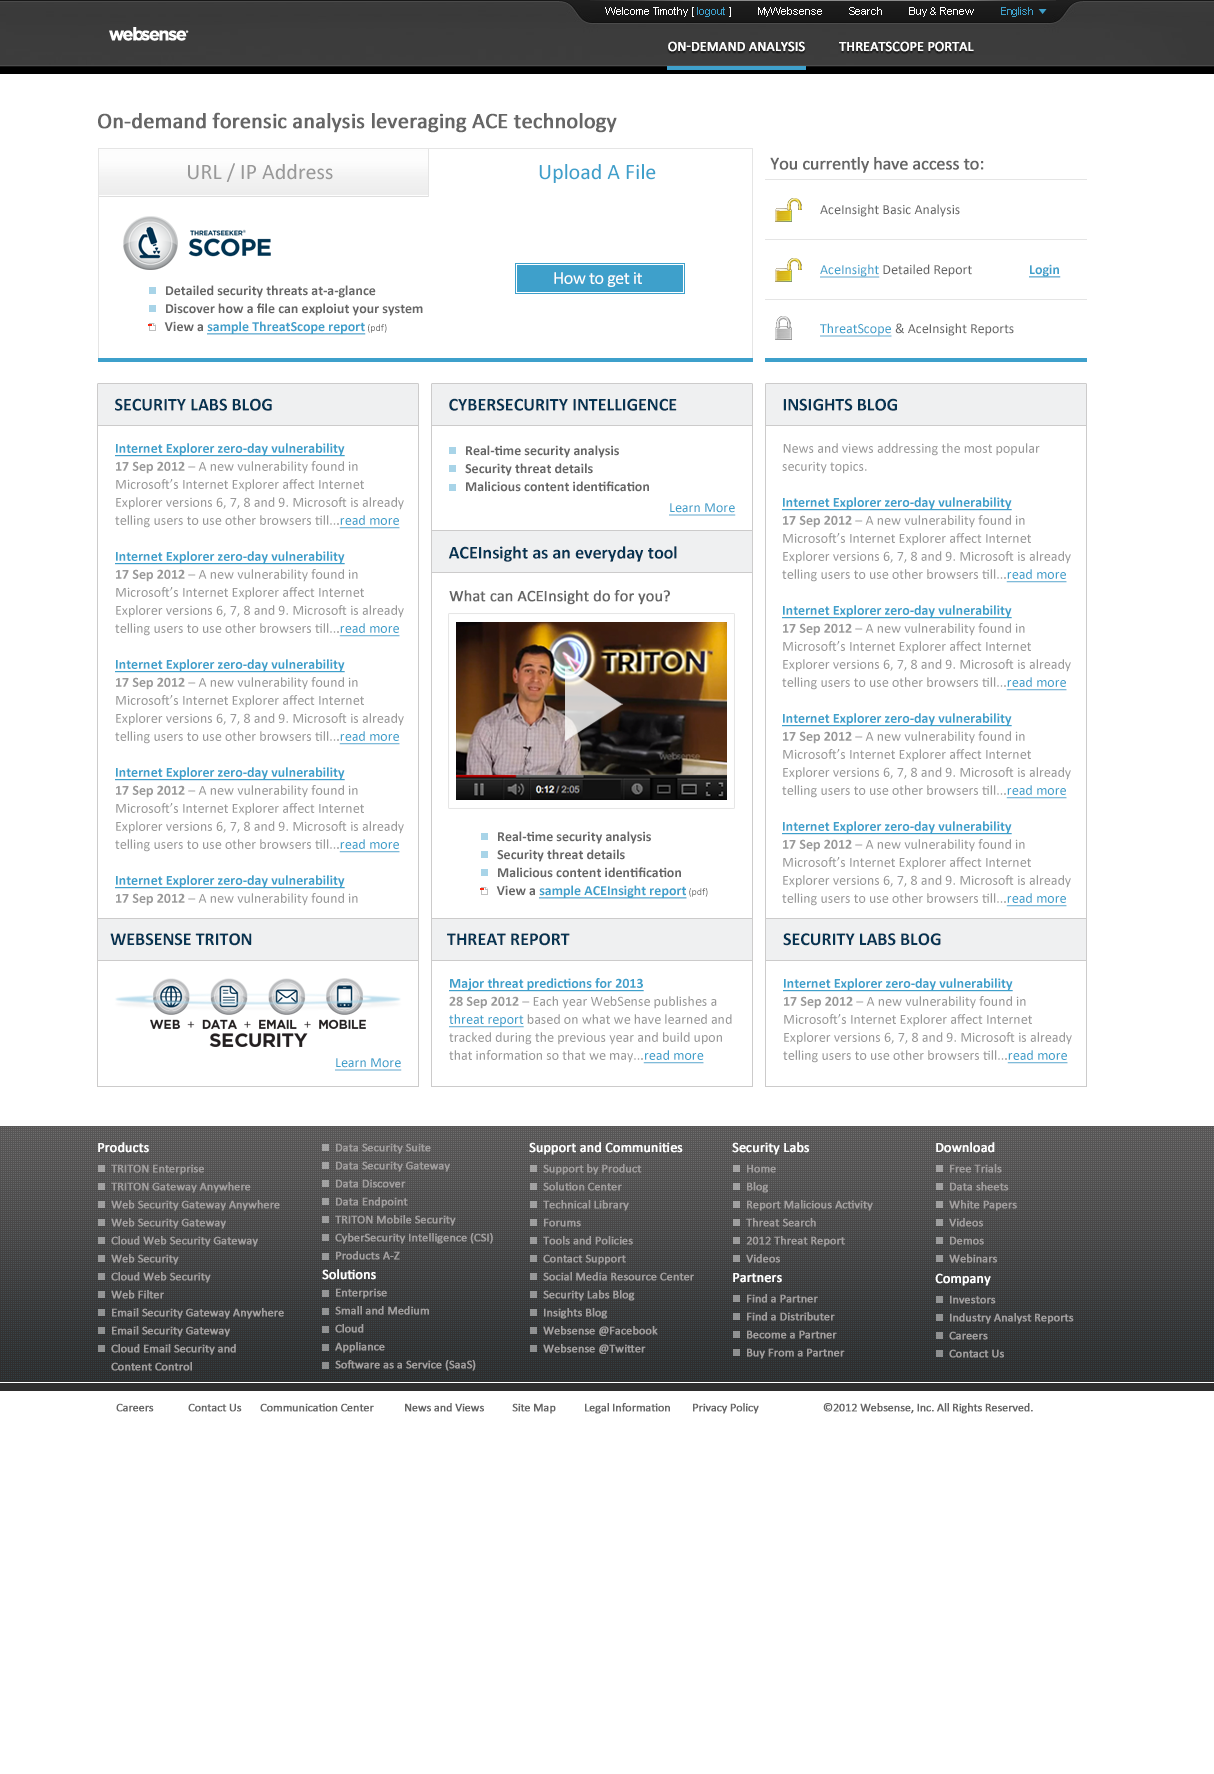 Welcome Timothy [ logout ] MyWebsense Search Buy & Renew English
websense
ON-DEMAND ANALYSIS THREATSCOPE PORTAL
On-demand forensic analysis leveraging ACE technology
URL / IP Address
Upload A File
THREATSEEKER®
SCOPE
Detailed security threats at-a-glance
Discover how a file can exploiut your system
View a sample ThreatScope report (pdf)
How to get it
You currently have access to:
AceInsight Basic Analysis
AceInsight Detailed Report Login
ThreatScope & AceInsight Reports
SECURITY LABS BLOG
Internet Explorer zero-day vulnerability
17 Sep 2012 – A new vulnerability found in
Microsoft's Internet Explorer affect Internet
Explorer versions 6, 7, 8 and 9. Microsoft is already
telling users to use other browsers till...read more
Internet Explorer zero-day vulnerability
17 Sep 2012 – A new vulnerability found in
Microsoft's Internet Explorer affect Internet
Explorer versions 6, 7, 8 and 9. Microsoft is already
telling users to use other browsers till...read more
Internet Explorer zero-day vulnerability
17 Sep 2012 – A new vulnerability found in
Microsoft's Internet Explorer affect Internet
Explorer versions 6, 7, 8 and 9. Microsoft is already
telling users to use other browsers till...read more
Internet Explorer zero-day vulnerability
17 Sep 2012 – A new vulnerability found in
Microsoft's Internet Explorer affect Internet
Explorer versions 6, 7, 8 and 9. Microsoft is already
telling users to use other browsers till...read more
Internet Explorer zero-day vulnerability
17 Sep 2012 – A new vulnerability found in
CYBERSECURITY INTELLIGENCE
Real-time security analysis
Security threat details
Malicious content identification
Learn More
ACEInsight as an everyday tool
What can ACEInsight do for you?
TRITON™
websense
0:12 / 2:05
Real-time security analysis
Security threat details
Malicious content identification
View a sample ACEInsight report (pdf)
INSIGHTS BLOG
News and views addressing the most popular
security topics.
Internet Explorer zero-day vulnerability
17 Sep 2012 – A new vulnerability found in
Microsoft's Internet Explorer affect Internet
Explorer versions 6, 7, 8 and 9. Microsoft is already
telling users to use other browsers till...read more
Internet Explorer zero-day vulnerability
17 Sep 2012 – A new vulnerability found in
Microsoft's Internet Explorer affect Internet
Explorer versions 6, 7, 8 and 9. Microsoft is already
telling users to use other browsers till...read more
Internet Explorer zero-day vulnerability
17 Sep 2012 – A new vulnerability found in
Microsoft's Internet Explorer affect Internet
Explorer versions 6, 7, 8 and 9. Microsoft is already
telling users to use other browsers till...read more
Internet Explorer zero-day vulnerability
17 Sep 2012 – A new vulnerability found in
Microsoft's Internet Explorer affect Internet
Explorer versions 6, 7, 8 and 9. Microsoft is already
telling users to use other browsers till...read more
WEBSENSE TRITON
WEB + DATA + EMAIL + MOBILE
SECURITY
Learn More
THREAT REPORT
Major threat predictions for 2013
28 Sep 2012 – Each year WebSense publishes a
threat report based on what we have learned and
tracked during the previous year and build upon
that information so that we may...read more
SECURITY LABS BLOG
Internet Explorer zero-day vulnerability
17 Sep 2012 – A new vulnerability found in
Microsoft's Internet Explorer affect Internet
Explorer versions 6, 7, 8 and 9. Microsoft is already
telling users to use other browsers till...read more
Products
TRITON Enterprise
TRITON Gateway Anywhere
Web Security Gateway Anywhere
Web Security Gateway
Cloud Web Security Gateway
Web Security
Cloud Web Security
Web Filter
Email Security Gateway Anywhere
Email Security Gateway
Cloud Email Security and
Content Control
Data Security Suite
Data Security Gateway
Data Discover
Data Endpoint
TRITON Mobile Security
CyberSecurity Intelligence (CSI)
Products A-Z
Solutions
Enterprise
Small and Medium
Cloud
Appliance
Software as a Service (SaaS)
Support and Communities
Support by Product
Solution Center
Technical Library
Forums
Tools and Policies
Contact Support
Social Media Resource Center
Security Labs Blog
Insights Blog
Websense @Facebook
Websense @Twitter
Security Labs
Home
Blog
Report Malicious Activity
Threat Search
2012 Threat Report
Videos
Partners
Find a Partner
Find a Distributer
Become a Partner
Buy From a Partner
Download
Free Trials
Data sheets
White Papers
Videos
Demos
Webinars
Company
Investors
Industry Analyst Reports
Careers
Contact Us
Careers Contact Us Communication Center News and Views Site Map Legal Information Privacy Policy ©2012 Websense, Inc. All Rights Reserved.